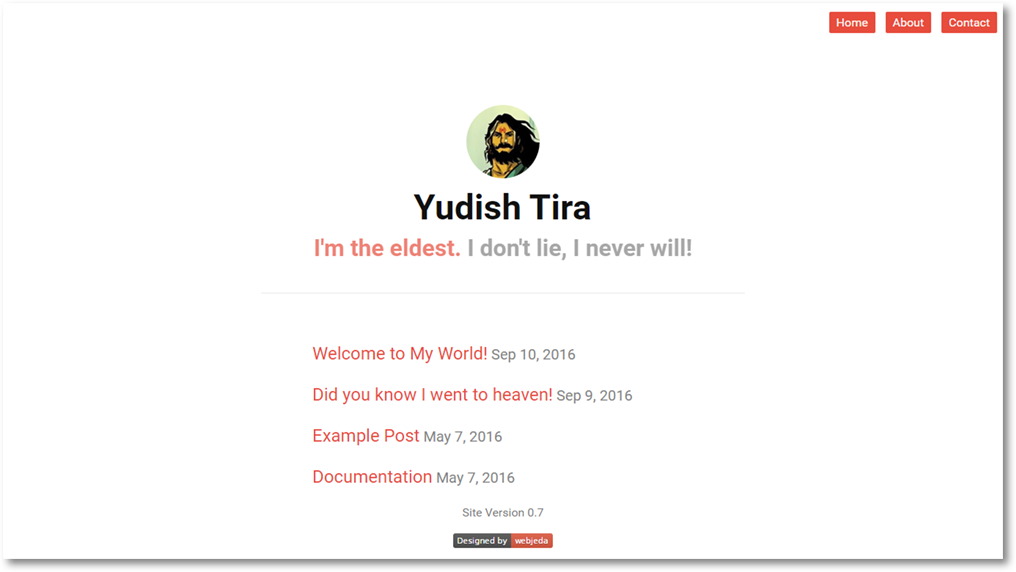 Home About Contact
Yudish Tira
I'm the eldest. I don't lie, I never will!
Welcome to My World! Sep 10, 2016
Did you know I went to heaven! Sep 9, 2016
Example Post May 7, 2016
Documentation May 7, 2016
Site Version 0.7
Designed by webjeda